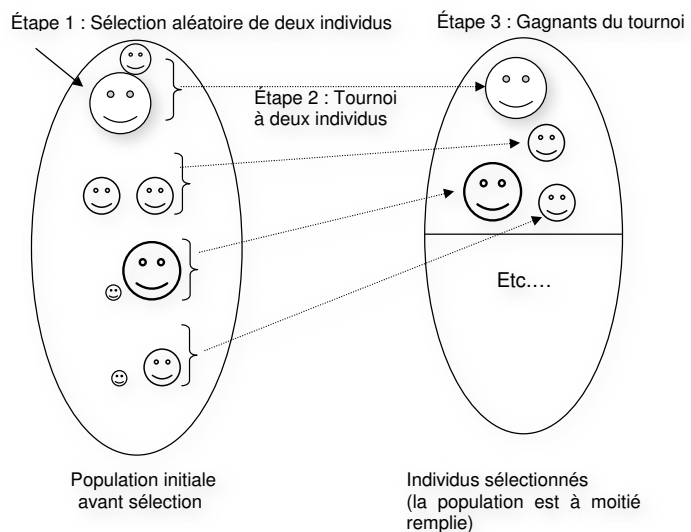 Étape 1 : Sélection aléatoire de deux individus
Étape 3 : Gagnants du tournoi
Étape 2 : Tournoi
à deux individus
Etc.…
Population initiale
avant sélection
Individus sélectionnés
(la population est à moitié
remplie)